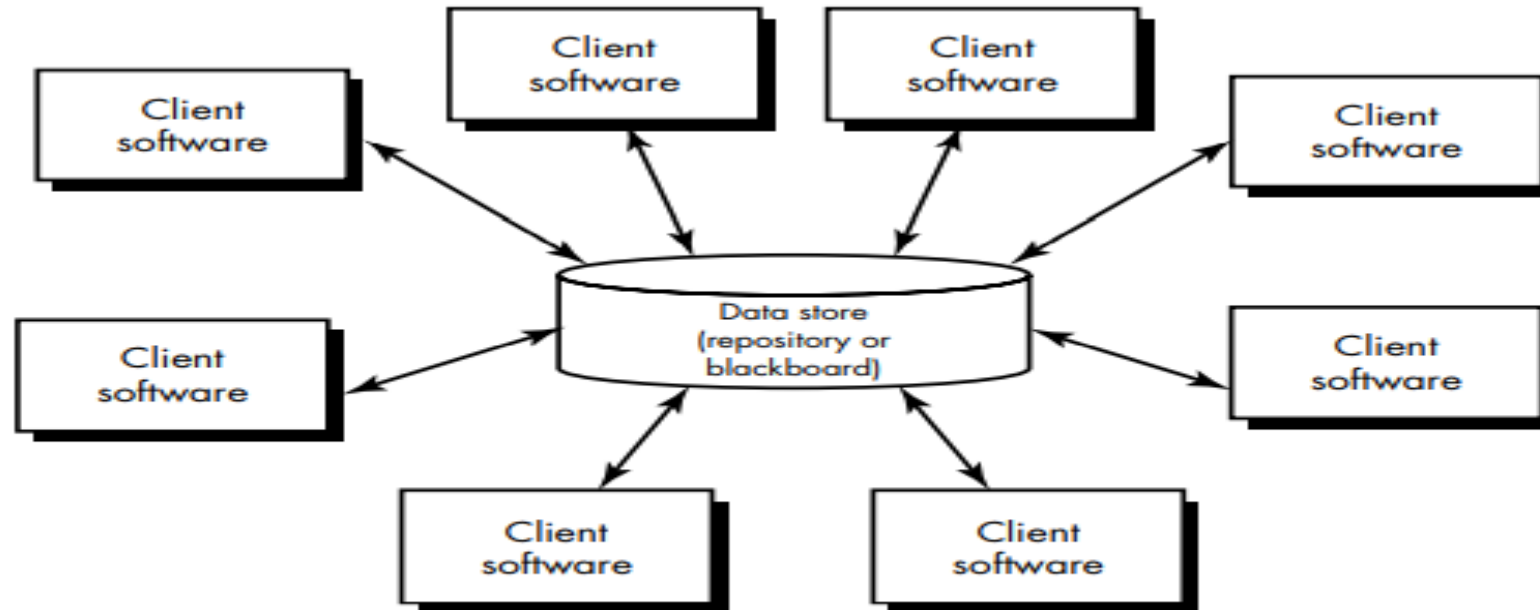 Client
software
Client
software
Client
software
Client
software
Data store
(repository or
blackboard)
Client
software
Client
software
Client
software
Client
software